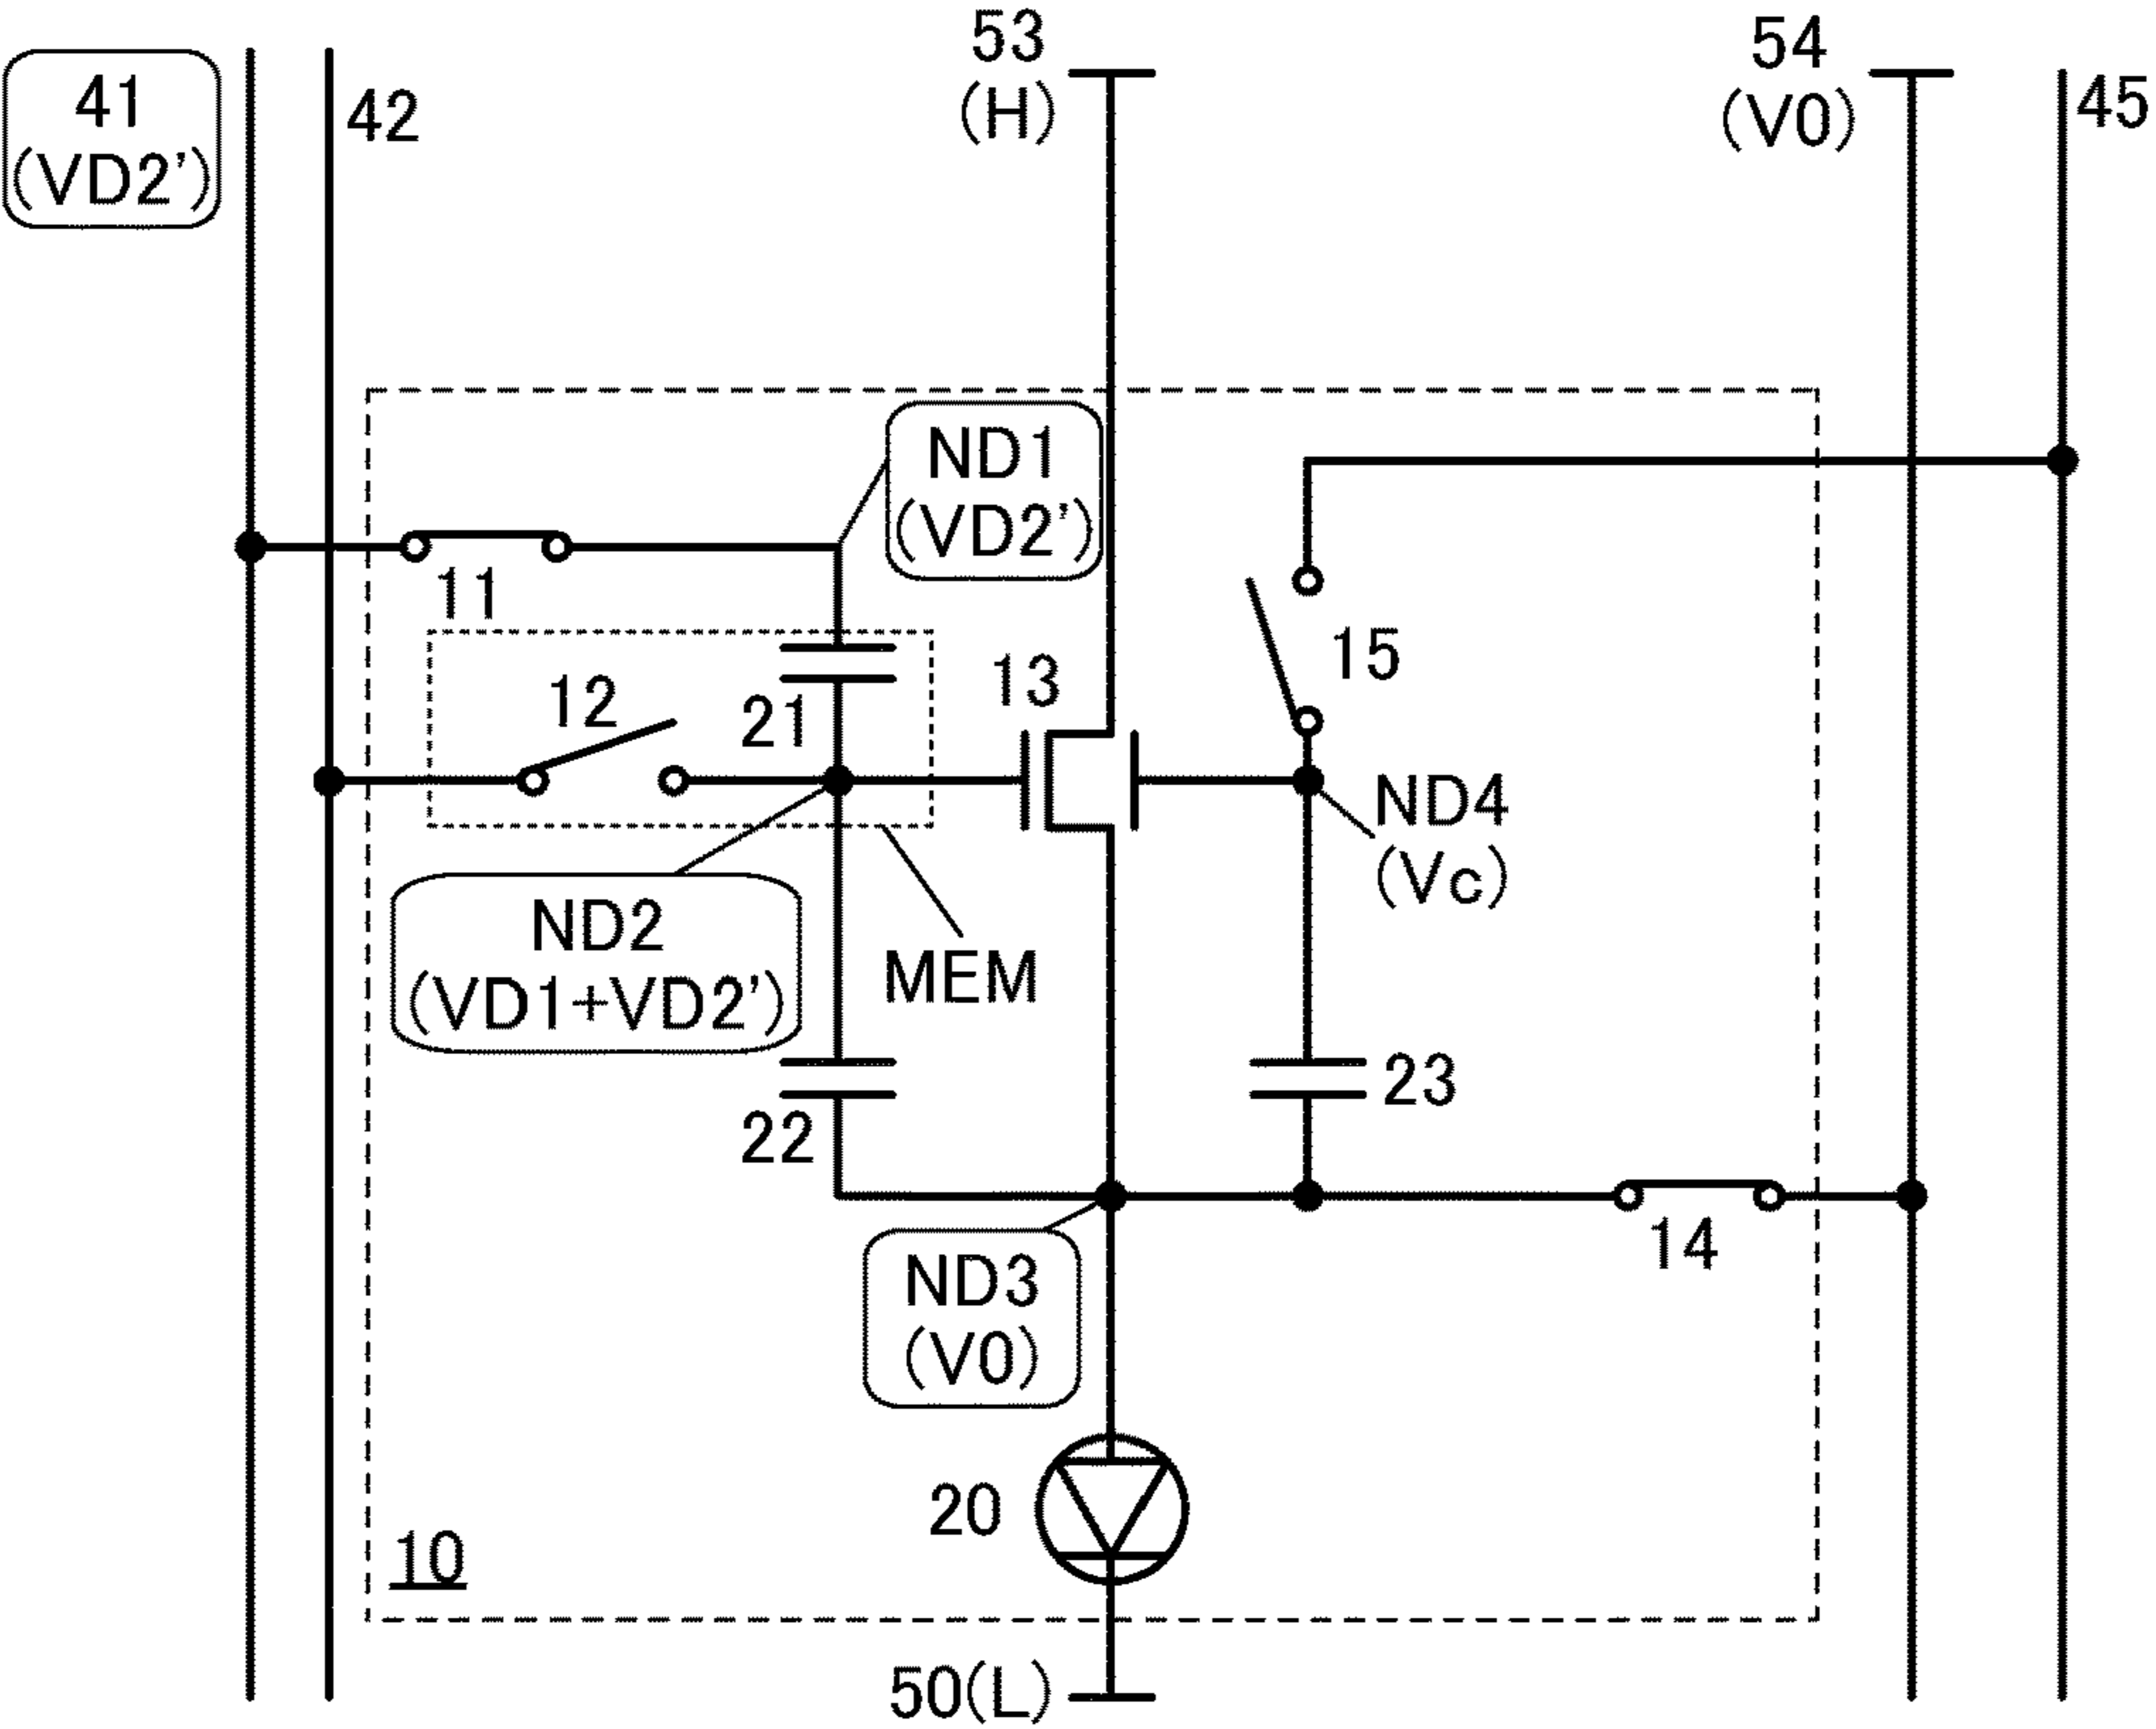 53
(H)
54
(V0)
41
(VD2')
42
45
ND1
(VD2')
11
12
21
13
15
ND4
(Vc)
ND2
(VD1+VD2')
MEM
22
23
14
ND3
(V0)
20
10
50(L)